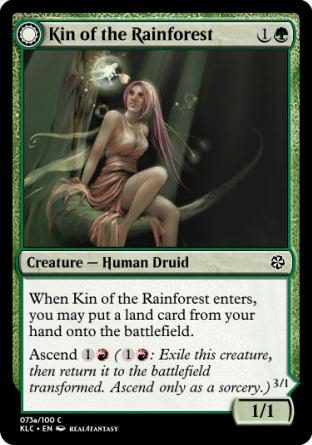 Kin of the Rainforest 1
Creature — Human Druid
When Kin of the Rainforest enters,
you may put a land card from your
hand onto the battlefield.
Ascend 1 ( 1 : Exile this creature,
then return it to the battlefield
transformed. Ascend only as a sorcery.)
3/1
1/1
073a/100 C
KLC • EN REAL4FANTASY